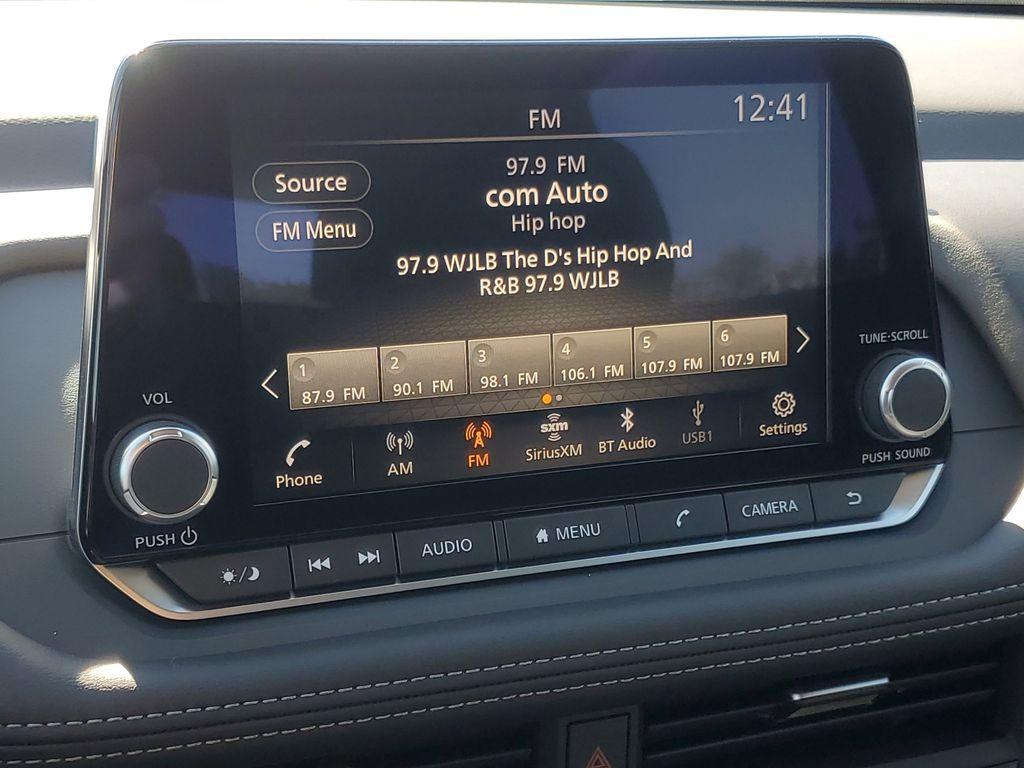 FM
12:41
97.9 FM
Source
com Auto
Hip hop
FM Menu
97.9 WJLB The D's Hip Hop And
R&B 97.9 WJLB
1
87.9 FM
2
90.1 FM
3
98.1 FM
4
106.1 FM
5
107.9 FM
6
107.9 FM
TUNE·SCROLL
VOL
Phone
AM
FM
sxm
SiriusXM
BT Audio
USB1
Settings
PUSH SOUND
PUSH
AUDIO
MENU
CAMERA